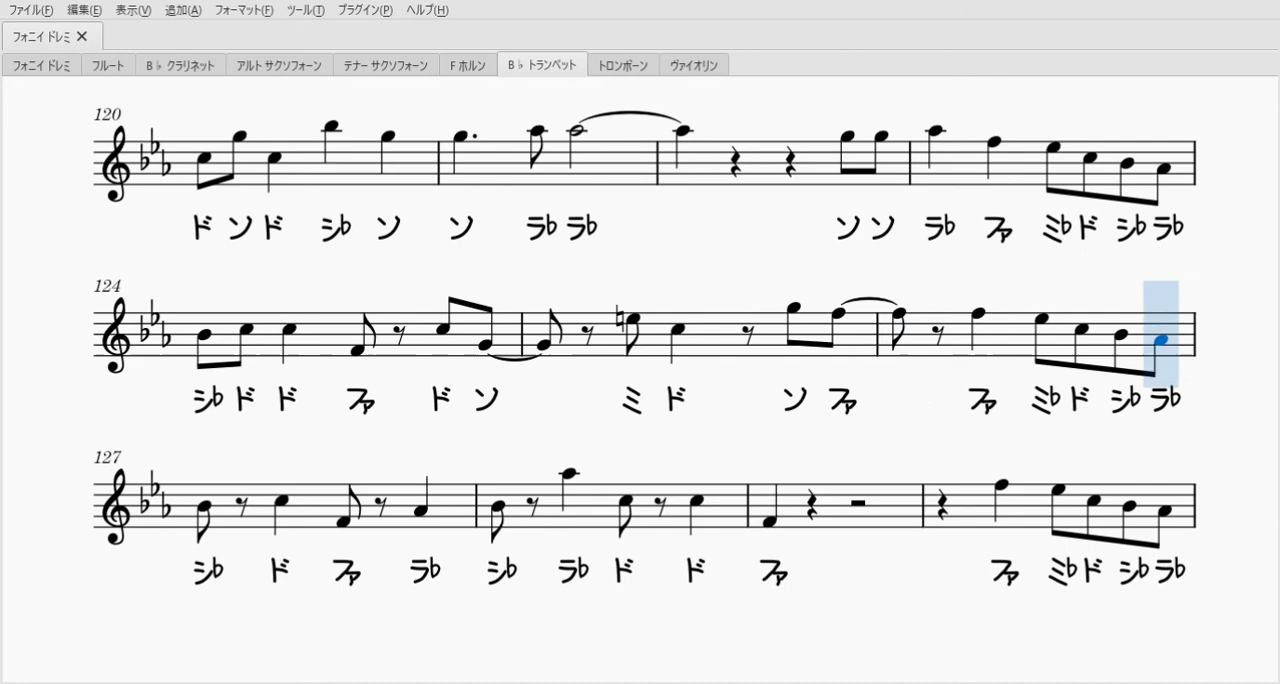 ファイル(F) 編集(E) 表示(V) 追加(A) フォーマット(F) ツール(T) プラグイン(P) ヘルプ(H)
フォニイ ドレミ ✕
フォニイ ドレミ フルート B♭ クラリネット アルト サクソフォーン テナー サクソフォーン F ホルン B♭ トランペット トロンボーン ヴァイオリン
120
ド ソ ド シ♭ ソ ソ ラ♭ ラ♭ ソ ソ ラ♭ ファ ミ♭ ド シ♭ ラ♭
124
シ♭ ド ド ファ ド ソ ミ ド ソ ファ ファ ミ♭ ド シ♭ ラ♭
127
シ♭ ド ファ ラ♭ シ♭ ラ♭ ド ド ファ ファ ミ♭ ド シ♭ ラ♭